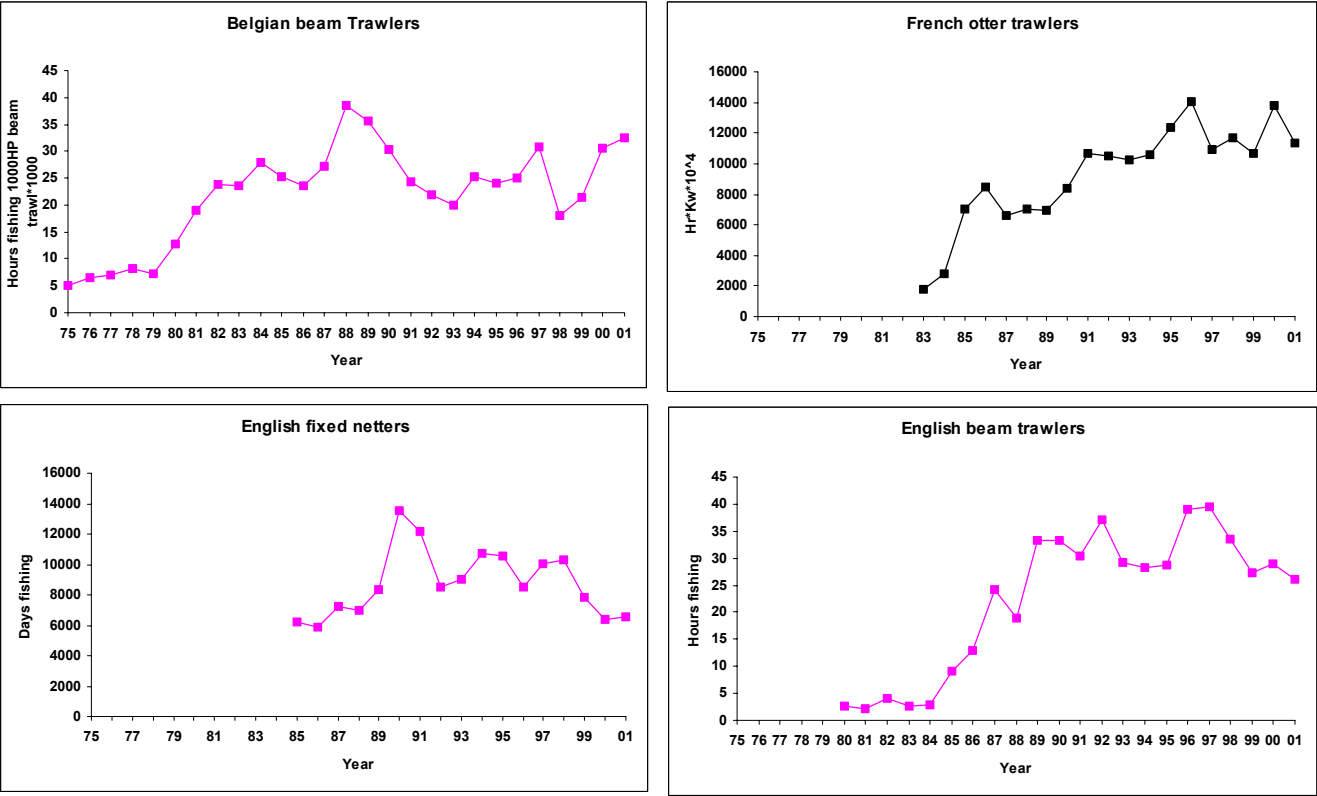 Belgian beam Trawlers
Hours fishing 1000HP beam
trawl*1000
45
40
35
30
25
20
15
10
5
0
75 76 77 78 79 80 81 82 83 84 85 86 87 88 89 90 91 92 93 94 95 96 97 98 99 00 01
Year
French otter trawlers
Hr*Kw*10^4
16000
14000
12000
10000
8000
6000
4000
2000
0
75 77 79 81 83 85 87 89 91 93 95 97 99 01
Year
English fixed netters
Days fishing
16000
14000
12000
10000
8000
6000
4000
2000
0
75 77 79 81 83 85 87 89 91 93 95 97 99 01
Year
English beam trawlers
Hours fishing
45
40
35
30
25
20
15
10
5
0
75 76 77 78 79 80 81 82 83 84 85 86 87 88 89 90 91 92 93 94 95 96 97 98 99 00 01
Year